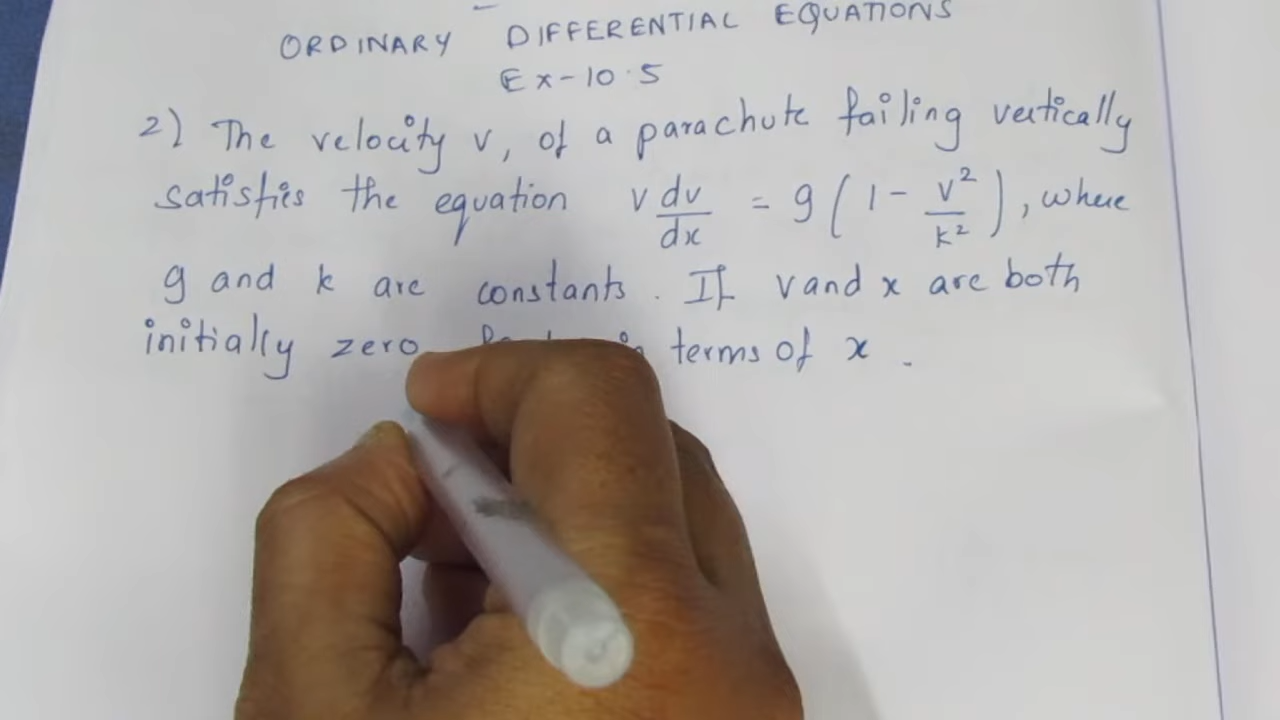 ORDINARY DIFFERENTIAL EQUATIONS
Ex-10.5
2) The velocity v, of a parachute failing vertically
satisfies the equation v dv/dx = g(1 - v²/k²), where
g and k are constants. If v and x are both
initially zero terms of x.